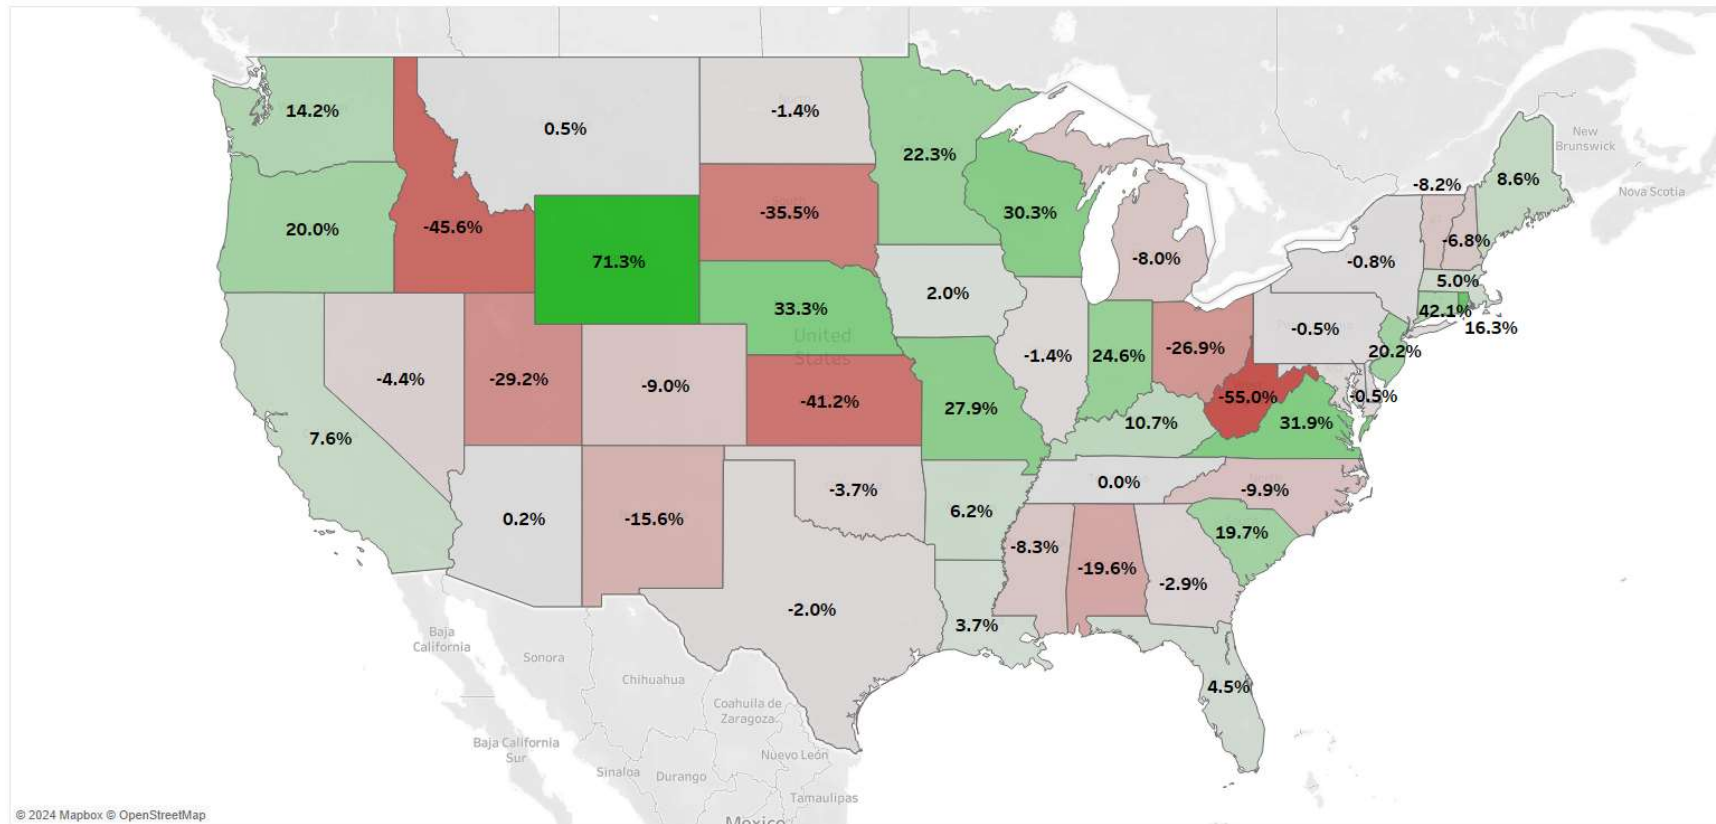 New
Brunswick
Nova Scotia
14.2%
0.5%
-1.4%
22.3%
-8.2%
8.6%
20.0%
-45.6%
71.3%
-35.5%
30.3%
-8.0%
-6.8%
-0.8%
5.0%
42.1%
16.3%
33.3%
United
States
2.0%
-1.4%
24.6%
-26.9%
-0.5%
20.2%
-4.4%
-29.2%
-9.0%
-41.2%
27.9%
-55.0%
-0.5%
7.6%
10.7%
31.9%
0.2%
-15.6%
-3.7%
6.2%
0.0%
-9.9%
-8.3%
-19.6%
19.7%
-2.9%
-2.0%
3.7%
4.5%
Baja
California
Sonora
Chihuahua
Coahuila de
Zaragoza
Baja California
Sur
Nuevo León
Sinaloa
Durango
Tamaulipas
Mexico
© 2024 Mapbox © OpenStreetMap